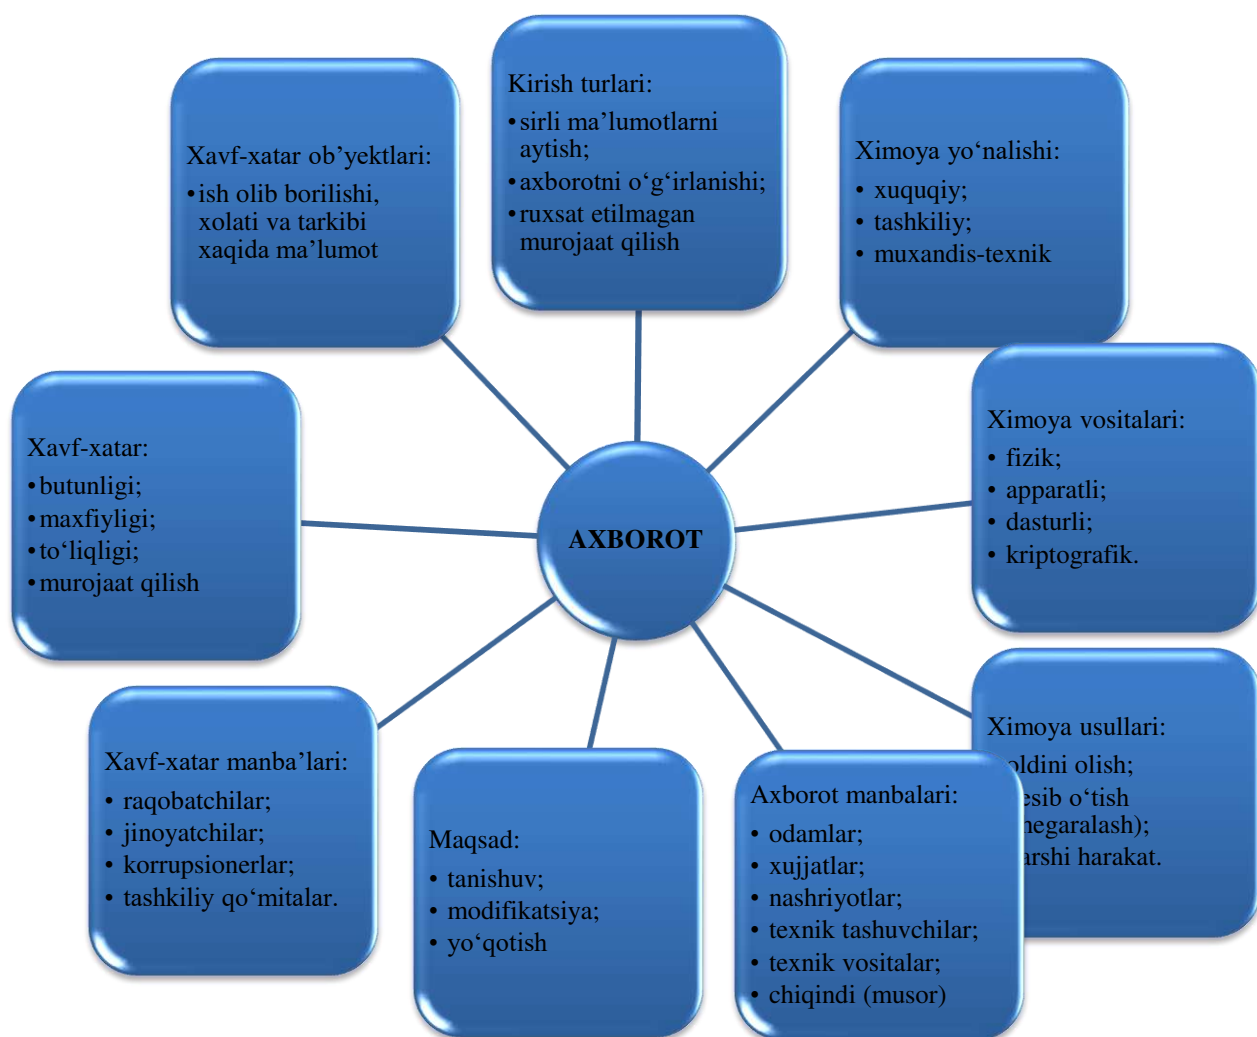 Kirish turlari:
• sirli ma’lumotlarni
aytish;
• axborotni o‘g‘irlanishi;
• ruxsat etilmagan
murojaat qilish
Ximoya yo‘nalishi:
• xuquqiy;
• tashkiliy;
• muxandis-texnik
Ximoya vositalari:
• fizik;
• apparatli;
• dasturli;
• kriptografik.
Ximoya usullari:
oldini olish;
o‘tish
harakat.
Axborot manbalari:
• odamlar;
• xujjatlar;
• nashriyotlar;
• texnik tashuvchilar;
• texnik vositalar;
• chiqindi (musor)
Maqsad:
• tanishuv;
• modifikatsiya;
• yo‘qotish
Xavf-xatar manba’lari:
• raqobatchilar;
• jinoyatchilar;
• korrupsionerlar;
• tashkiliy qo‘mitalar.
Xavf-xatar:
• butunligi;
• maxfiyligi;
• to‘liqligi;
• murojaat qilish
Xavf-xatar ob’yektlari:
• ish olib borilishi,
xolati va tarkibi
xaqida ma’lumot
AXBOROT